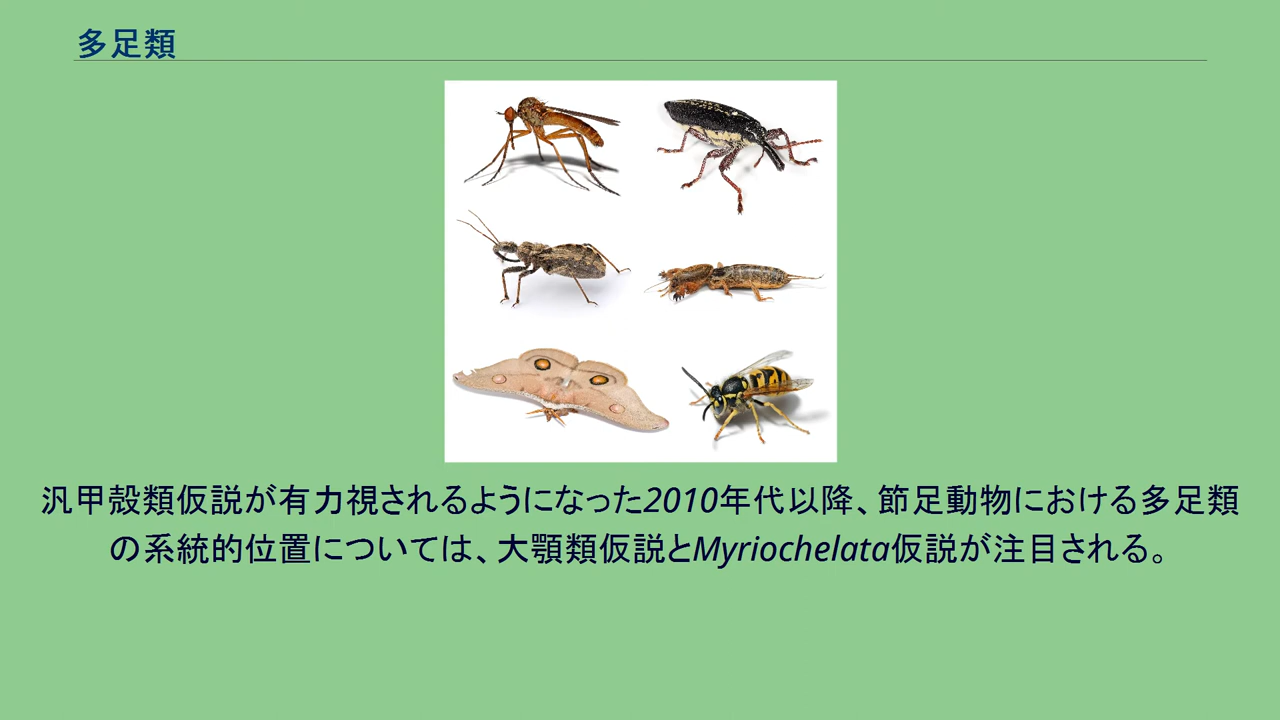 多足類
汎甲殻類仮説が有力視されるようになった2010年代以降、節足動物における多足類
の系統的位置については、大顎類仮説とMyriochelata仮説が注目される。